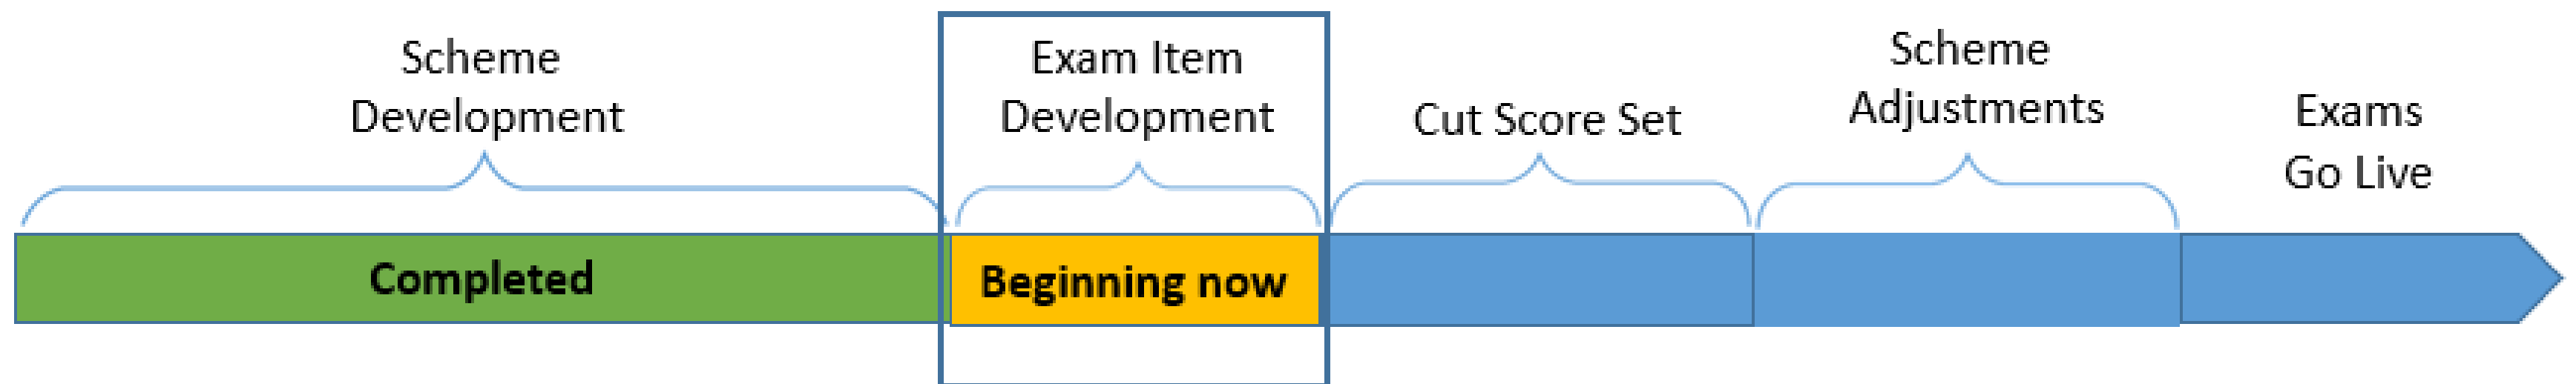 Scheme
Development
Exam Item
Development
Cut Score Set
Scheme
Adjustments
Exams
Go Live
Completed
Beginning now